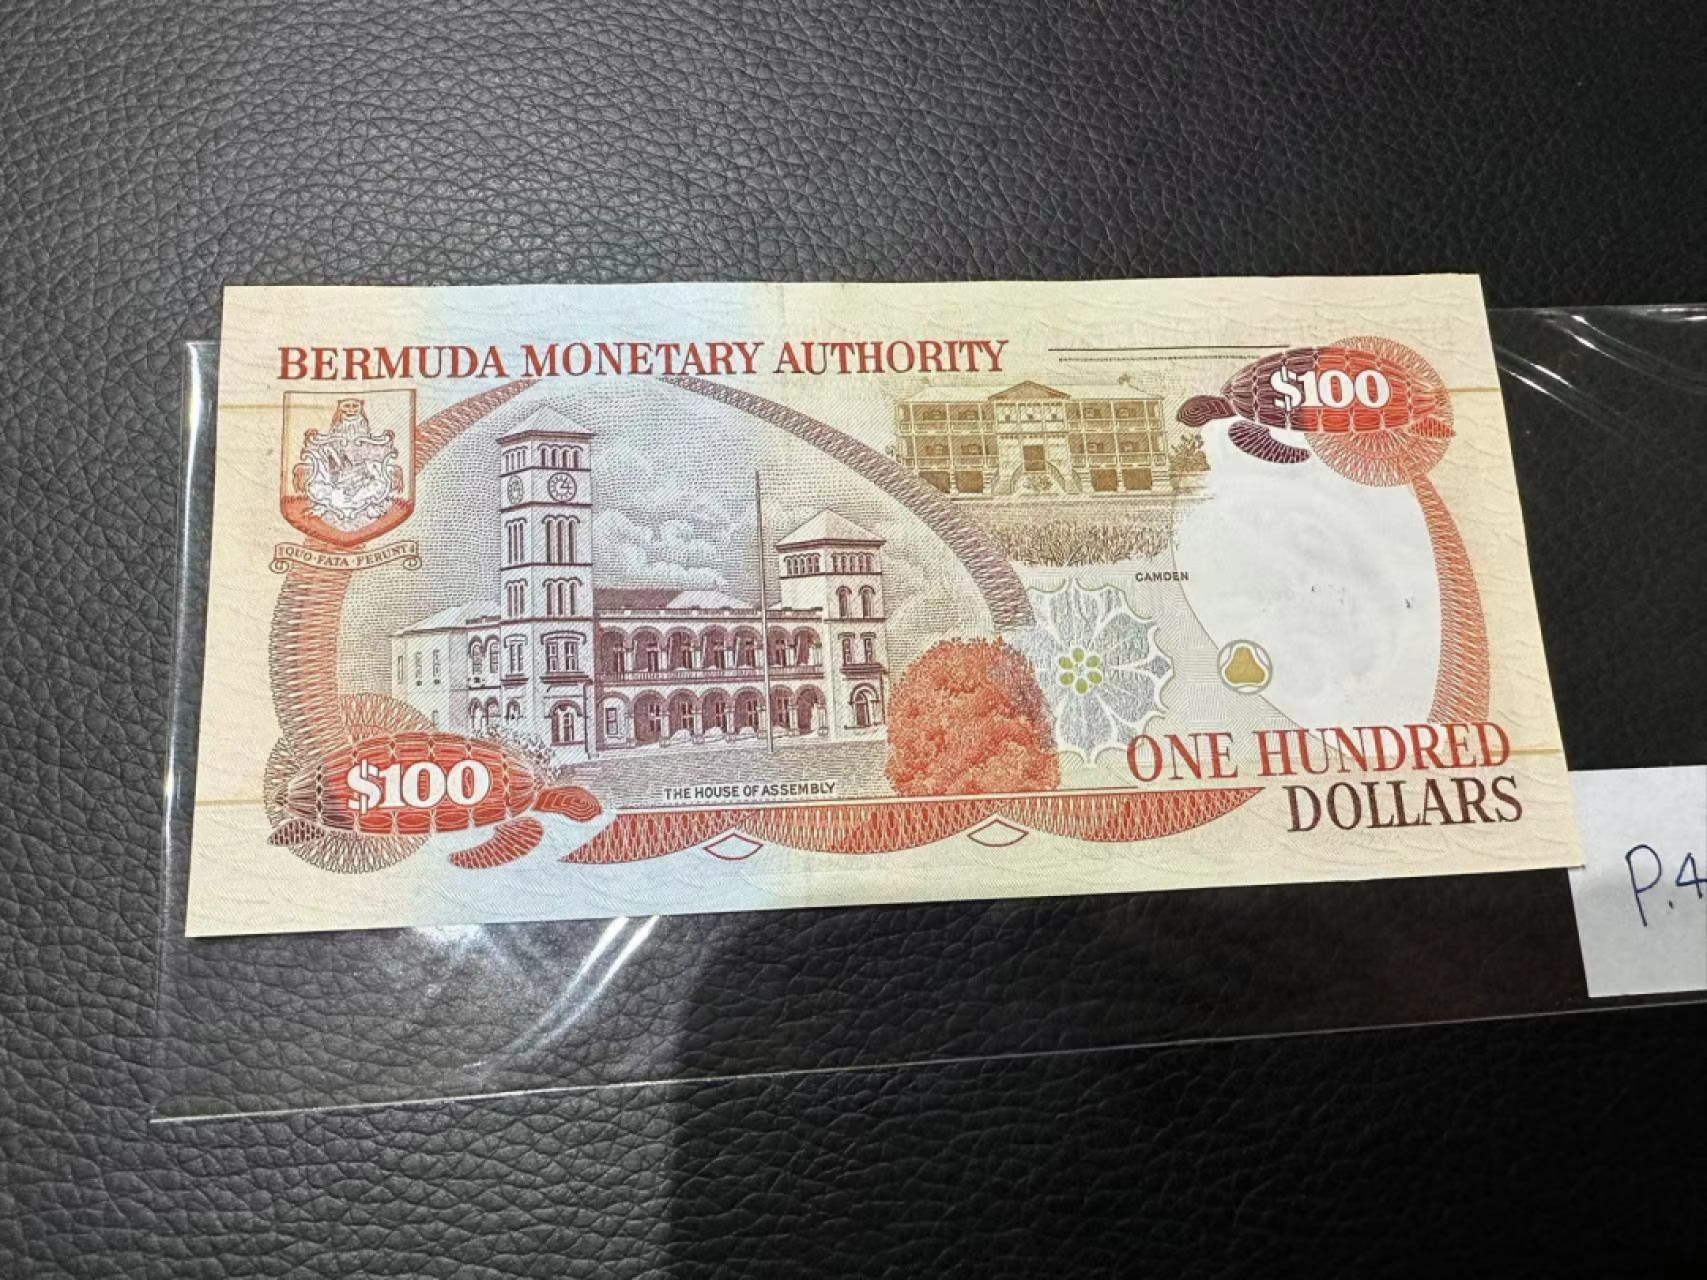 BERMUDA MONETARY AUTHORITY
$100
QUO FATA FERUNT
CAMDEN
ONE HUNDRED
DOLLARS
$100
THE HOUSE OF ASSEMBLY
P.4